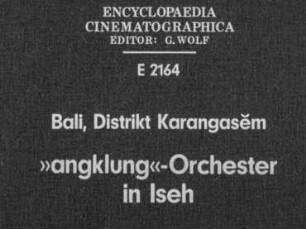 ENCYCLOPAEDIA
CINEMATOGRAPHICA
EDITOR: G. WOLF
E 2164
Bali, Distrikt Karangasĕm
»angklung«-Orchester
in Iseh